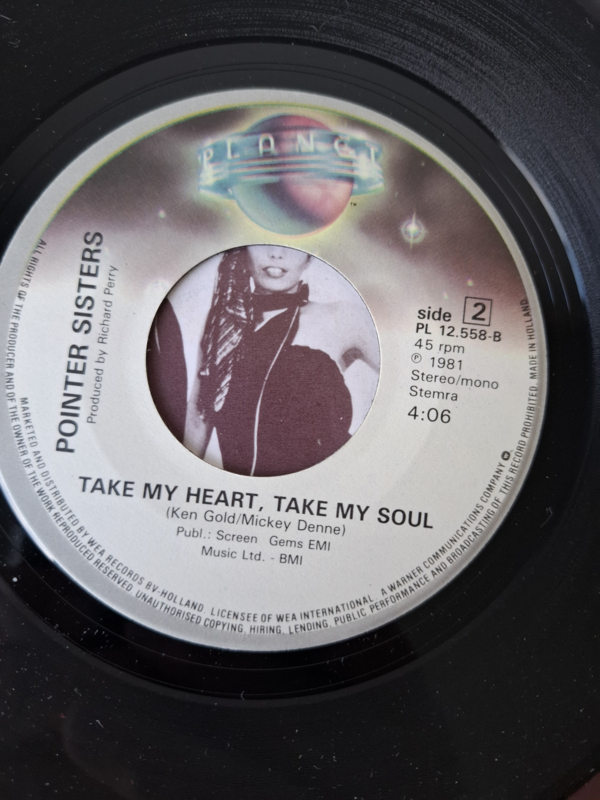 PLANET
™
POINTER SISTERS
Produced by Richard Perry
side 2
PL 12.558-B
45 rpm
℗ 1981
Stereo/mono
Stemra
4:06
TAKE MY HEART, TAKE MY SOUL
(Ken Gold/Mickey Denne)
Publ.: Screen Gems EMI
Music Ltd. - BMI
MARKETED AND DISTRIBUTED BY WEA RECORDS BV-HOLLAND. LICENSEE OF WEA INTERNATIONAL. A WARNER COMMUNICATIONS COMPANY
ALL RIGHTS OF THE PRODUCER AND OF THE OWNER OF THE WORK REPRODUCED RESERVED. UNAUTHORISED COPYING, HIRING, LENDING, PUBLIC PERFORMANCE AND BROADCASTING OF THIS RECORD PROHIBITED. MADE IN HOLLAND